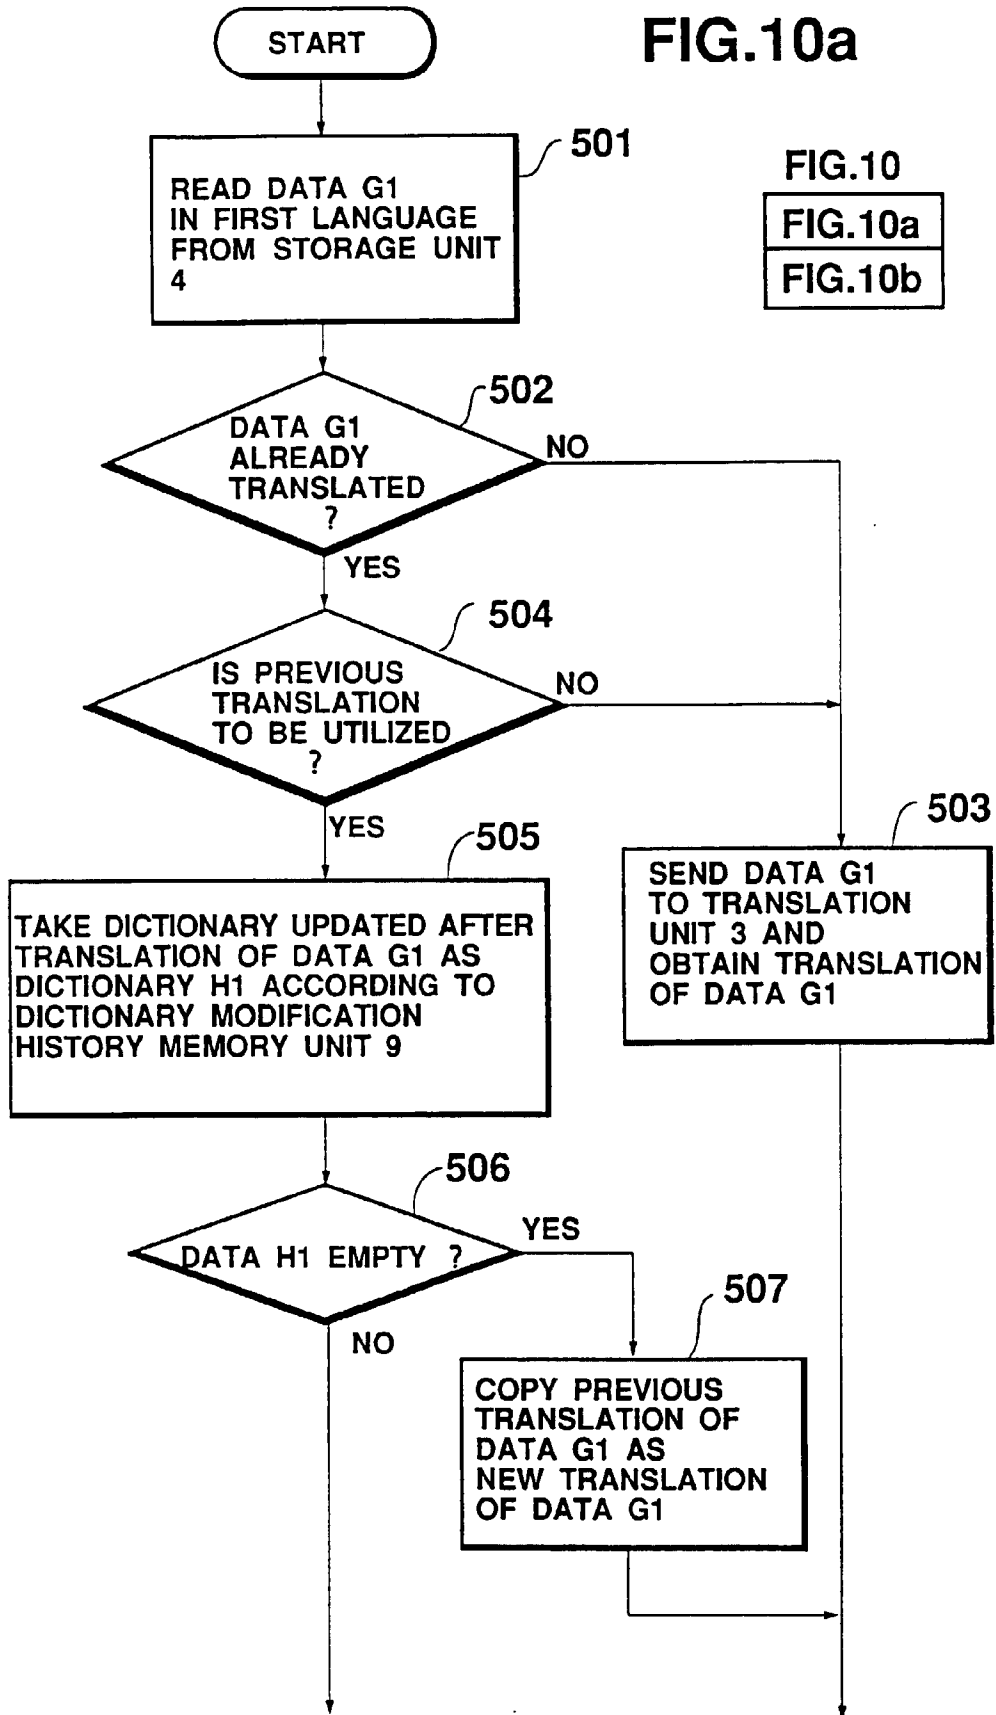 START
FIG.10a
501
READ DATA G1
IN FIRST LANGUAGE
FROM STORAGE UNIT
4
FIG.10
FIG.10a
FIG.10b
502
DATA G1
ALREADY
TRANSLATED
?
NO
YES
504
IS PREVIOUS
TRANSLATION
TO BE UTILIZED
?
NO
YES
503
SEND DATA G1
TO TRANSLATION
UNIT 3 AND
OBTAIN TRANSLATION
OF DATA G1
505
TAKE DICTIONARY UPDATED AFTER
TRANSLATION OF DATA G1 AS
DICTIONARY H1 ACCORDING TO
DICTIONARY MODIFICATION
HISTORY MEMORY UNIT 9
506
DATA H1 EMPTY ?
YES
NO
507
COPY PREVIOUS
TRANSLATION OF
DATA G1 AS
NEW TRANSLATION
OF DATA G1